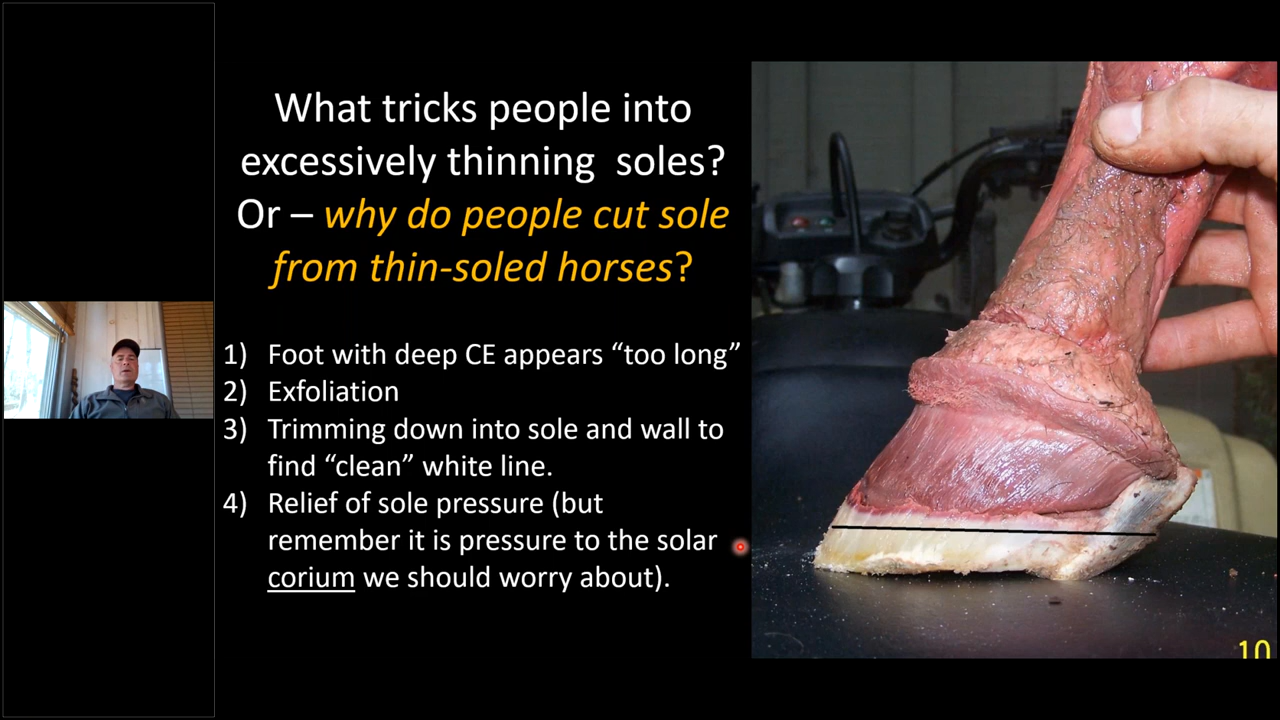 What tricks people into
excessively thinning soles?
Or – why do people cut sole
from thin-soled horses?
1) Foot with deep CE appears “too long”
2) Exfoliation
3) Trimming down into sole and wall to
find “clean” white line.
4) Relief of sole pressure (but
remember it is pressure to the solar
corium we should worry about).
10